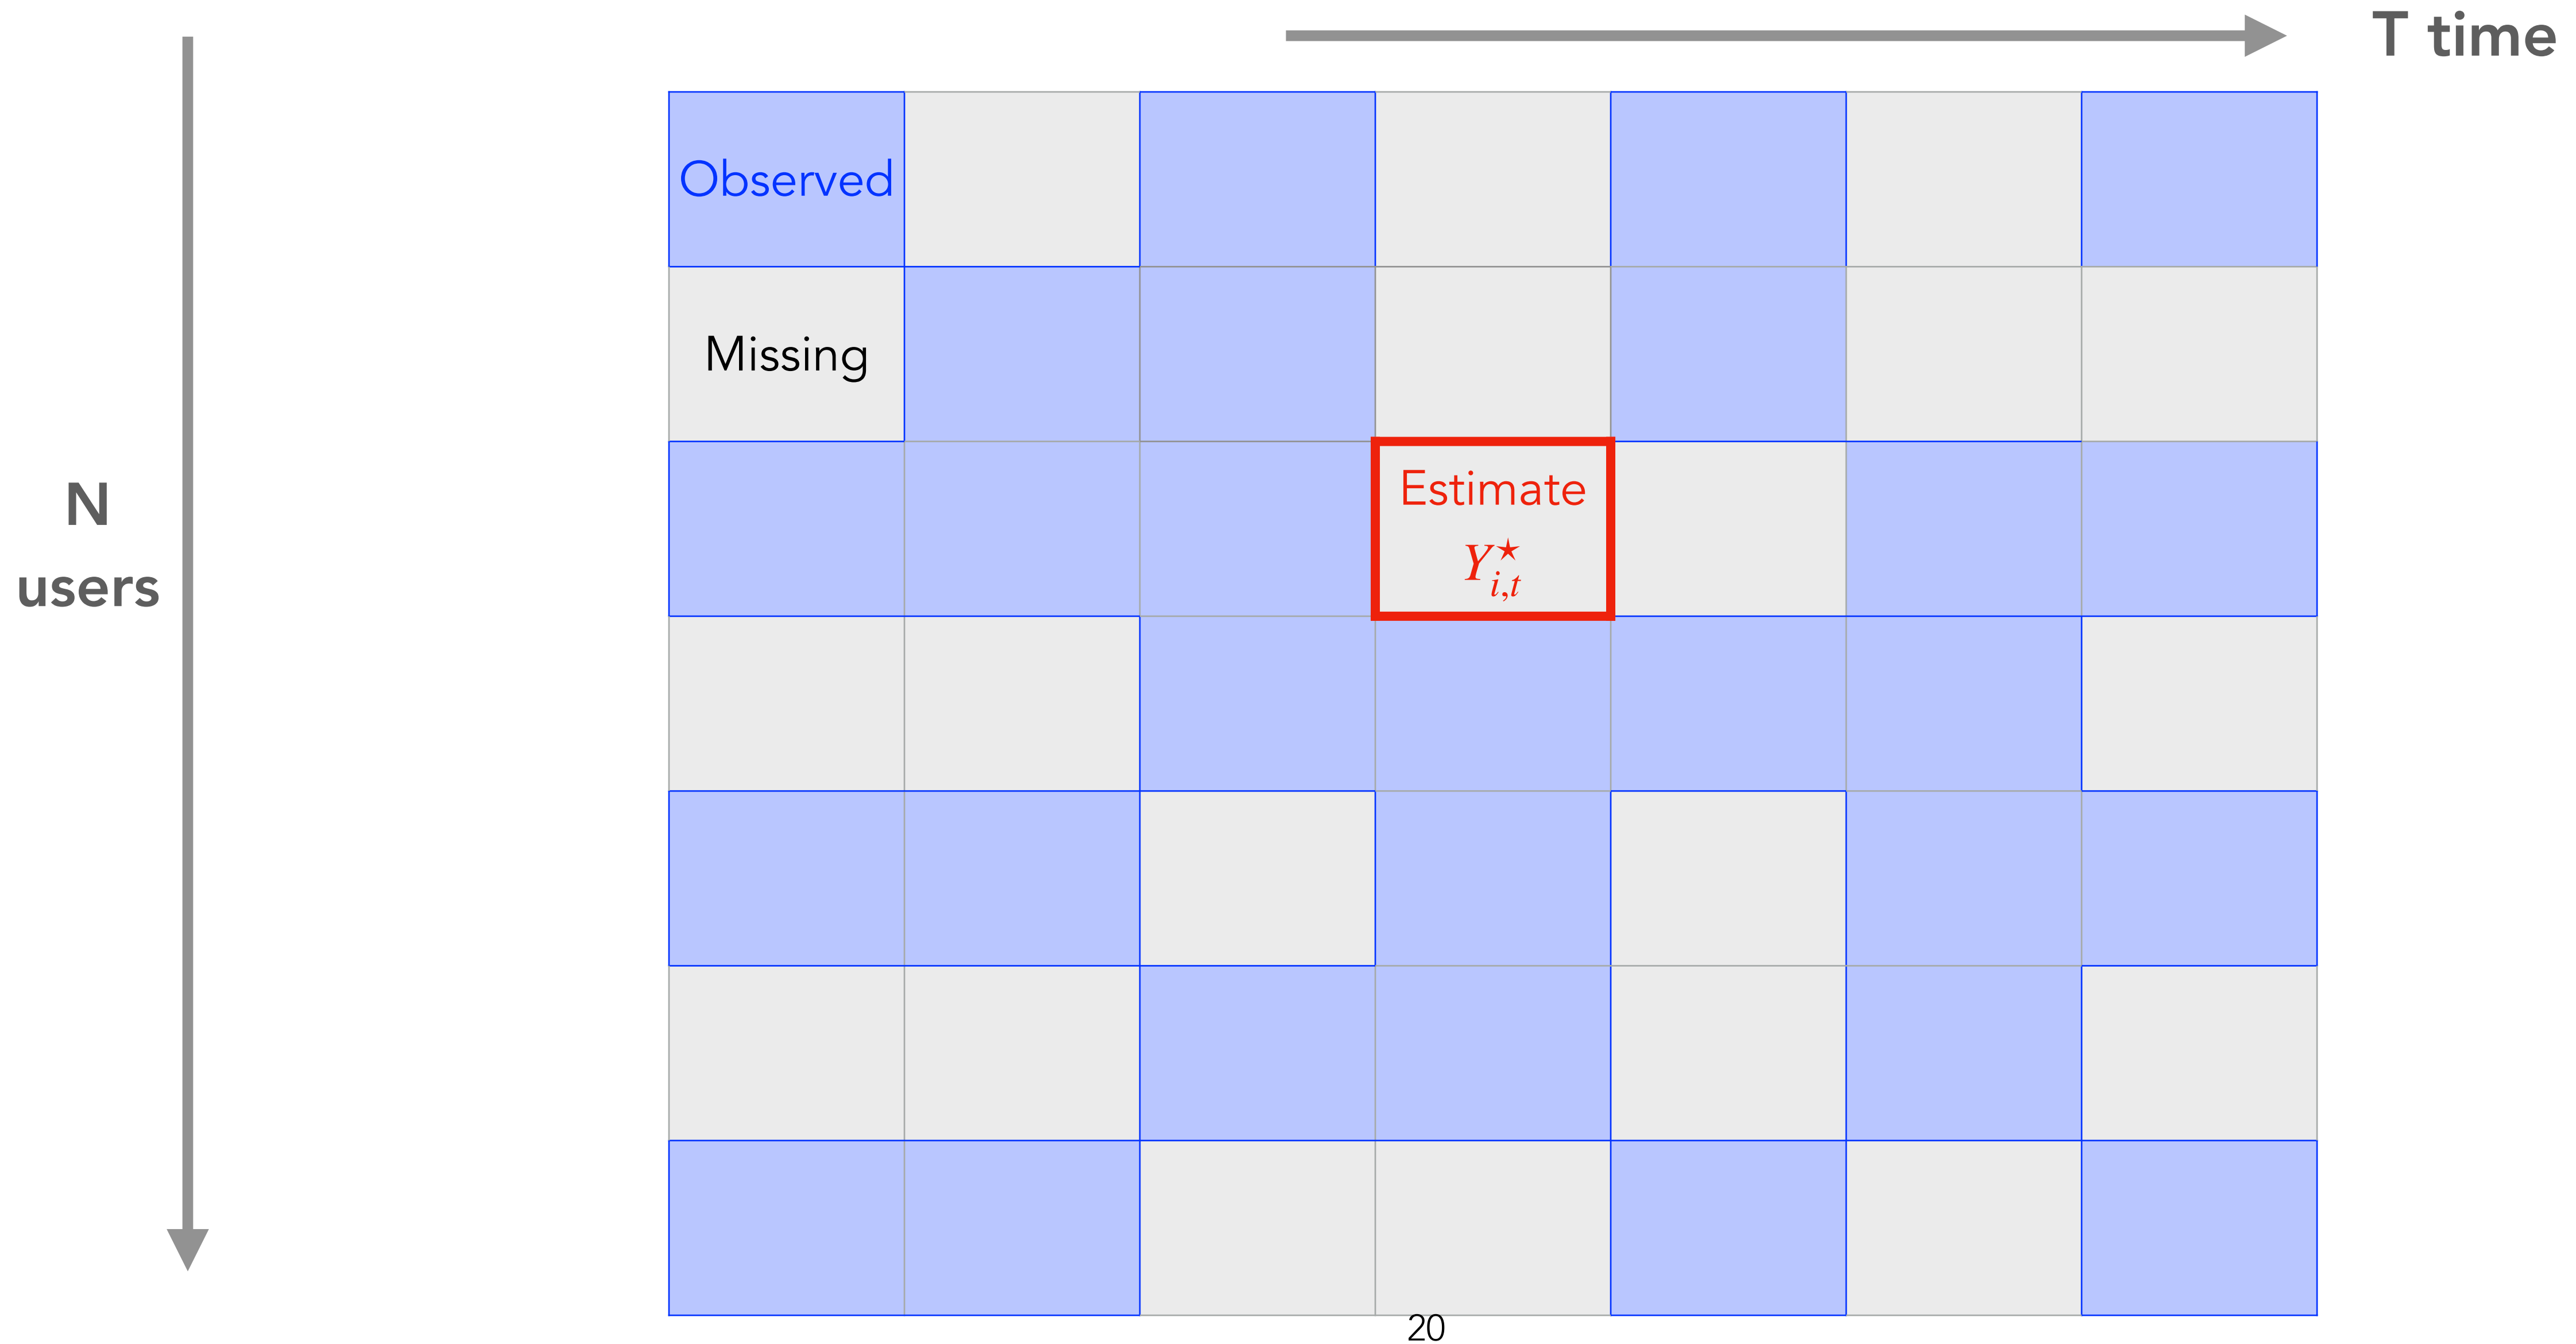 T time
Observed
Missing
N
users
Estimate
Y^★_{i,t}
20